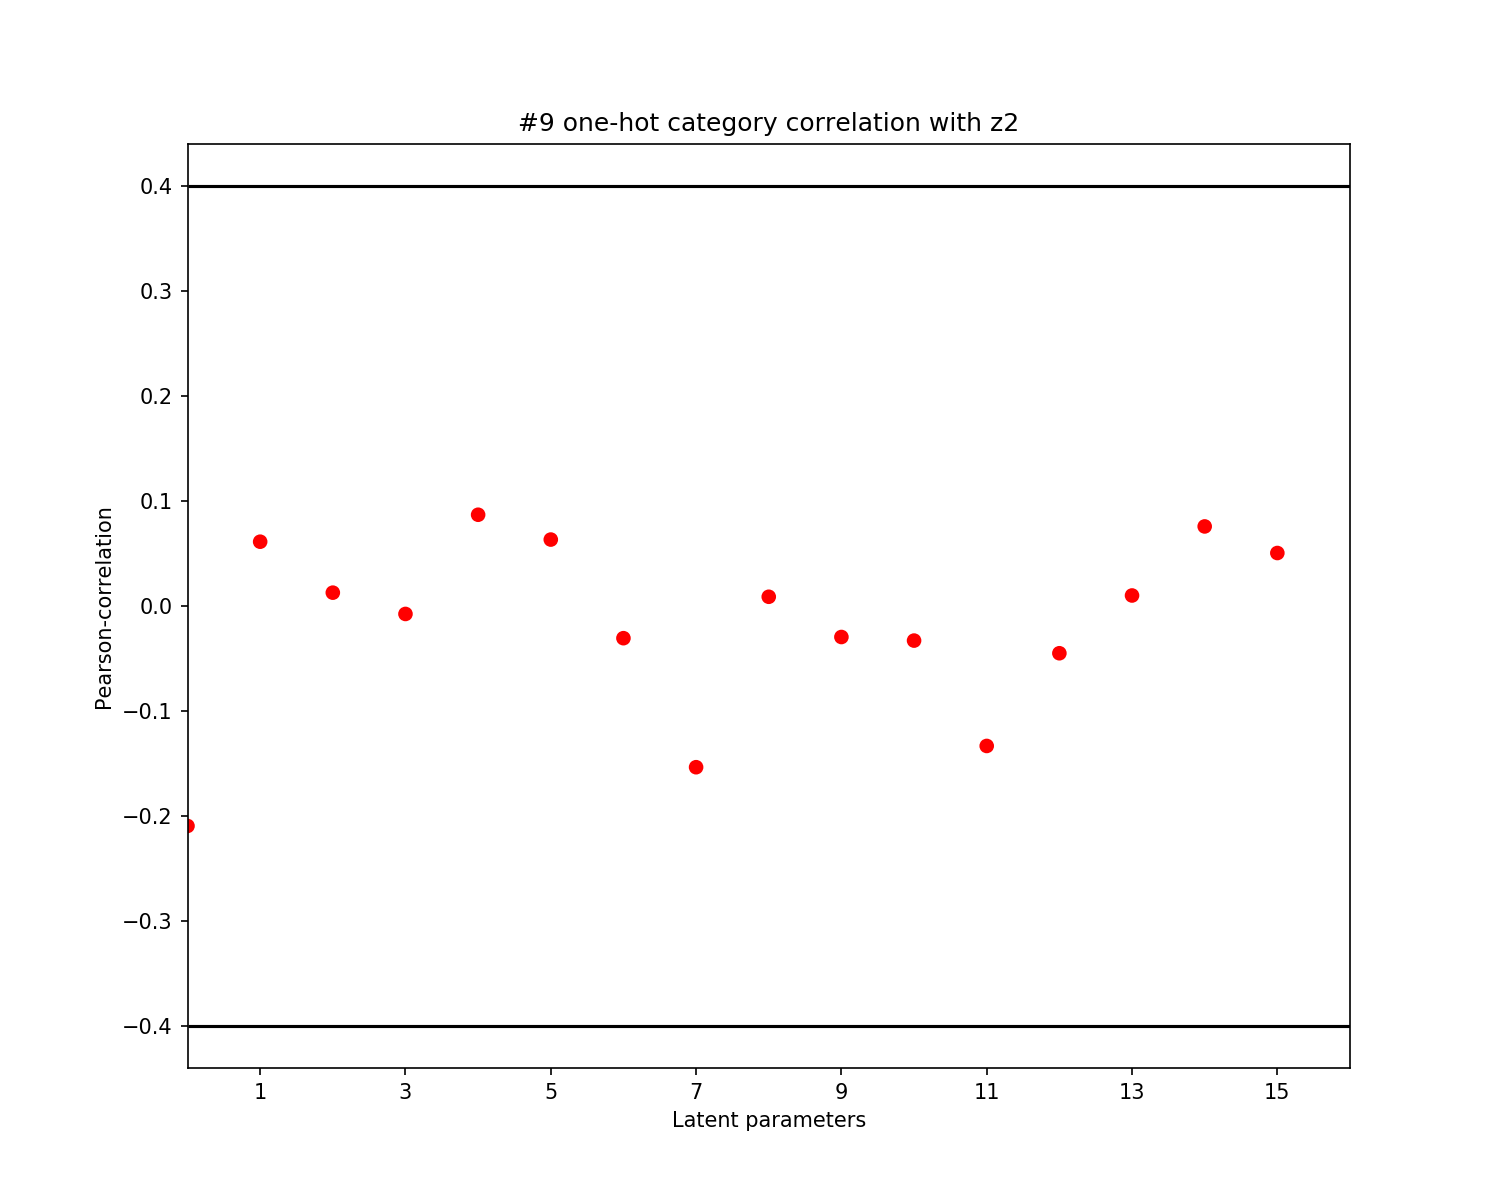 #9 one-hot category correlation with z2
0.4
0.3
0.2
0.1
0.0
−0.1
−0.2
−0.3
−0.4
Pearson-correlation
1 3 5 7 9 11 13 15
Latent parameters